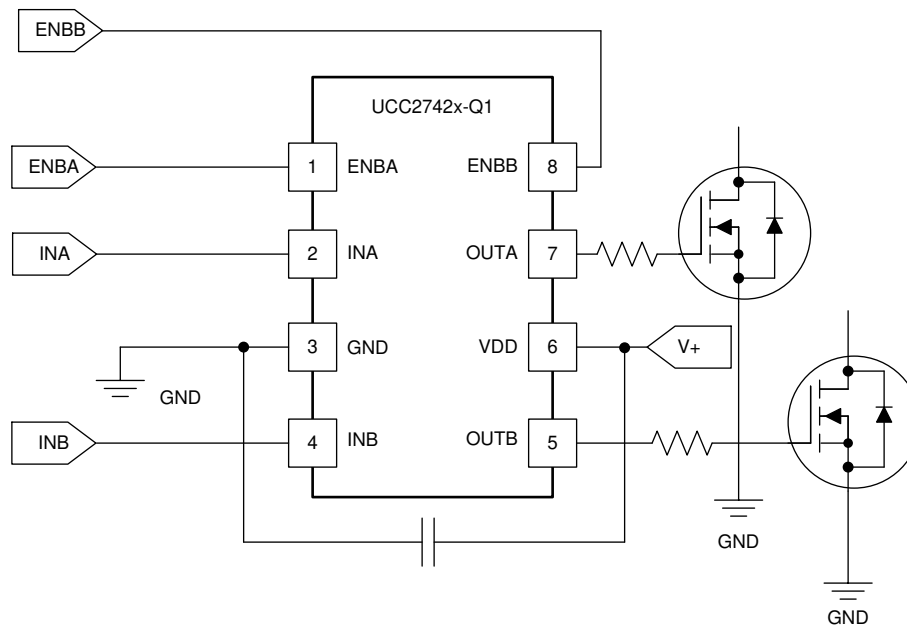 ENBB
UCC2742x-Q1
ENBA
1
ENBA
ENBB
8
INA
2
INA
OUTA
7
3
GND
VDD
6
V+
GND
INB
4
INB
OUTB
5
GND
GND